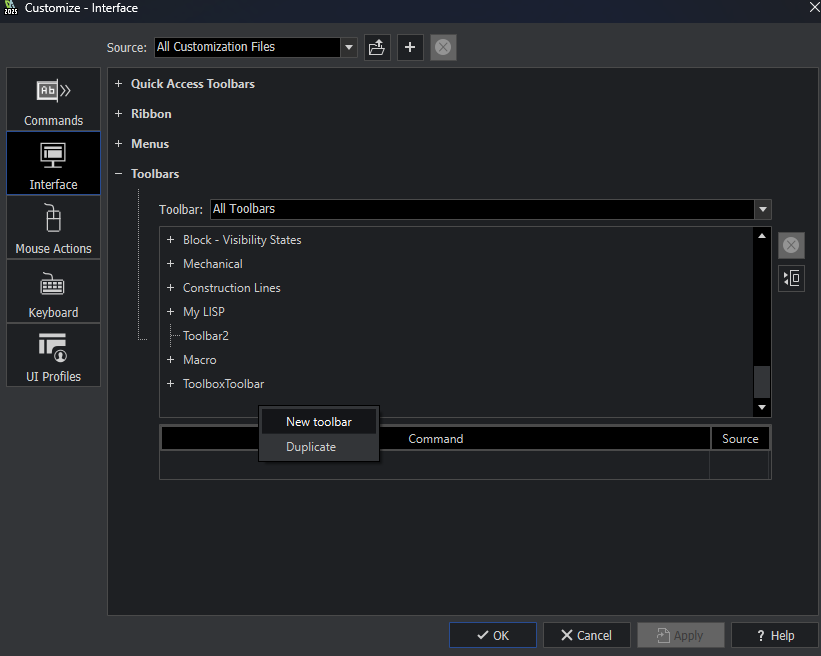 2025 Customize - Interface
Source: All Customization Files
Commands
Interface
Mouse Actions
Keyboard
UI Profiles
+ Quick Access Toolbars
+ Ribbon
+ Menus
− Toolbars
Toolbar: All Toolbars
+ Block - Visibility States
+ Mechanical
+ Construction Lines
+ My LISP
Toolbar2
+ Macro
+ ToolboxToolbar
New toolbar
Duplicate
Command Source
OK Cancel Apply ? Help